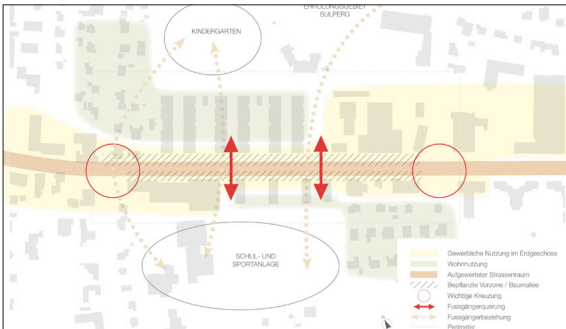 ERHOLUNGSGEBIET
SULPERG
KINDERGARTEN
SCHUL- UND
SPORTANLAGE
Gewerbliche Nutzung im Erdgeschoss
Wohnnutzung
Aufgewerteter Strassenraum
Bepflanzte Vorzone / Baumallee
Wichtige Kreuzung
Fussgängerquerung
Fussgängerbeziehung
Perimeter